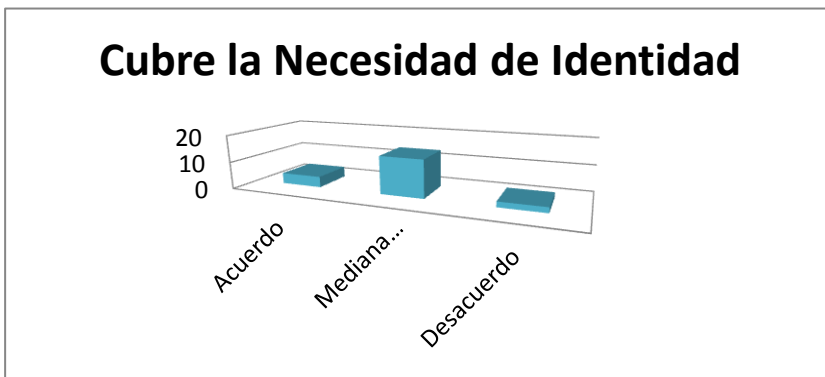 Cubre la Necesidad de Identidad
20
10
0
Acuerdo
Mediana...
Desacuerdo